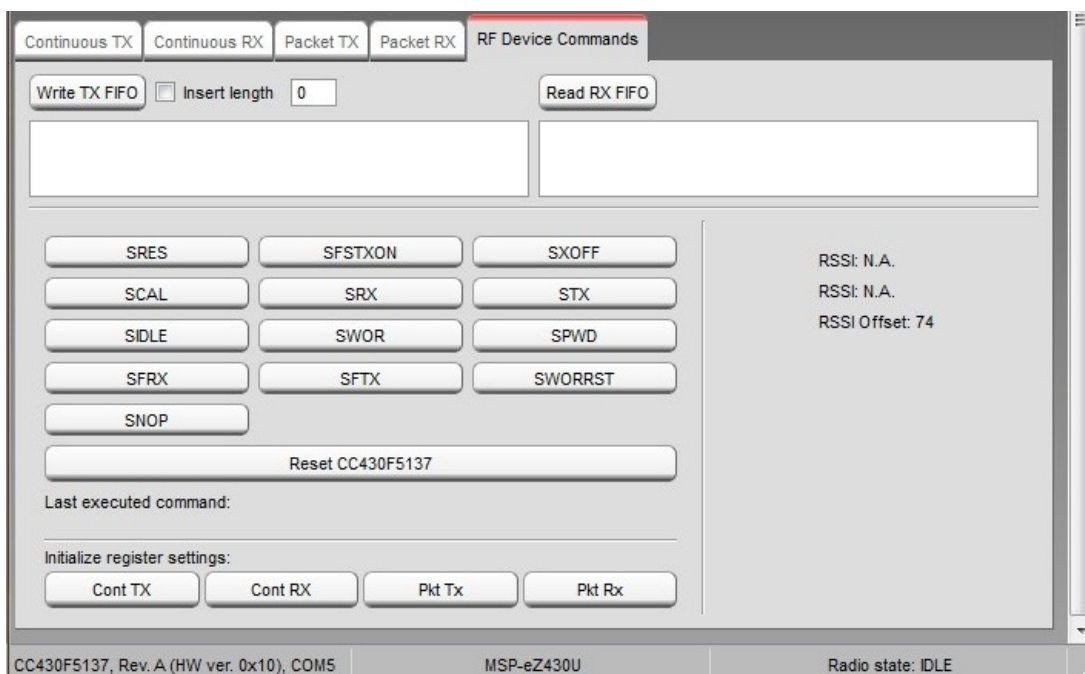 Continuous TX Continuous RX Packet TX Packet RX RF Device Commands
Write TX FIFO Insert length 0 Read RX FIFO
SRES SFSTXON SXOFF
RSSI: N.A.
SCAL SRX STX
RSSI: N.A.
SIDLE SWOR SPWD
RSSI Offset: 74
SFRX SFTX SWORRST
SNOP
Reset CC430F5137
Last executed command:
Initialize register settings:
Cont TX Cont RX Pkt Tx Pkt Rx
CC430F5137, Rev. A (HW ver. 0x10), COM5 MSP-eZ430U Radio state: IDLE